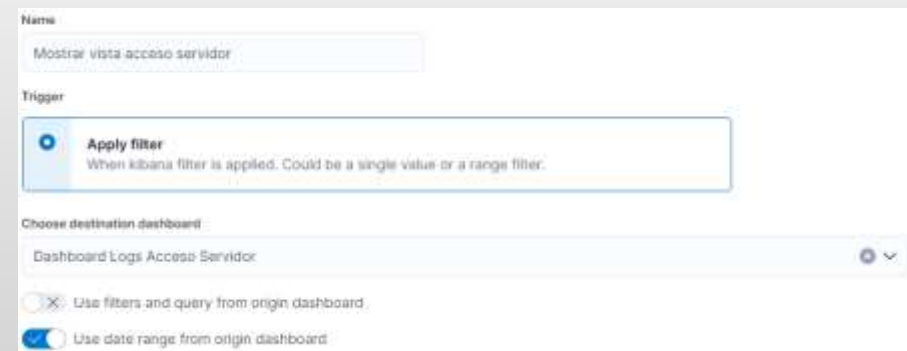 Name
Mostrar vista acceso servidor
Trigger
Apply filter
When kibana filter is applied. Could be a single value or a range filter.
Choose destination dashboard
Dashboard Logs Acceso Servidor
Use filters and query from origin dashboard
Use date range from origin dashboard